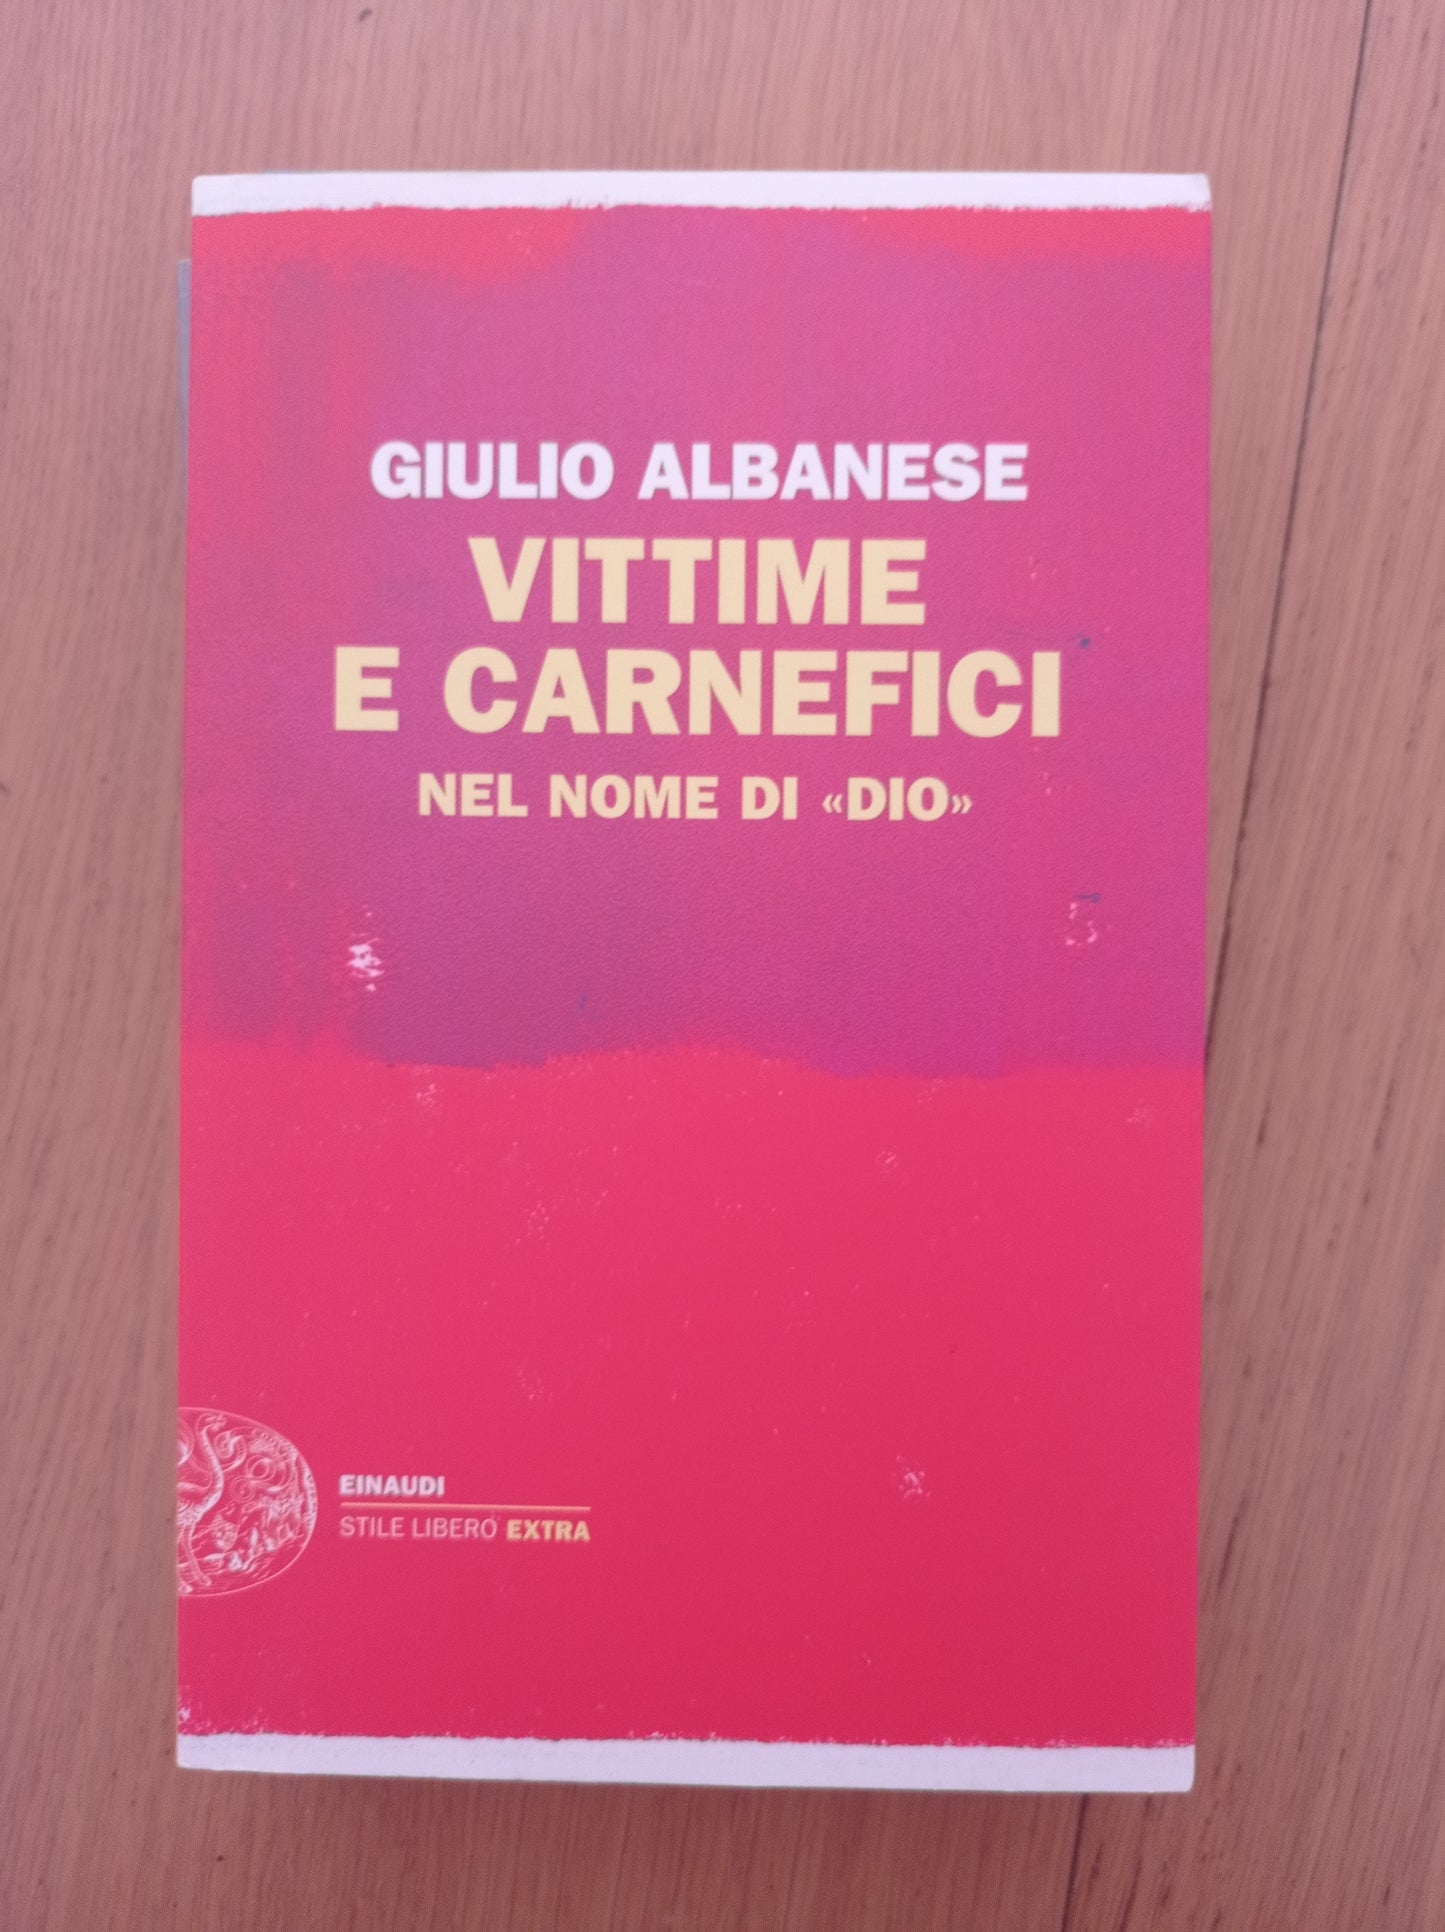 GIULIO ALBANESE
VITTIME
E CARNEFICI
NEL NOME DI «DIO»
EINAUDI
STILE LIBERO EXTRA